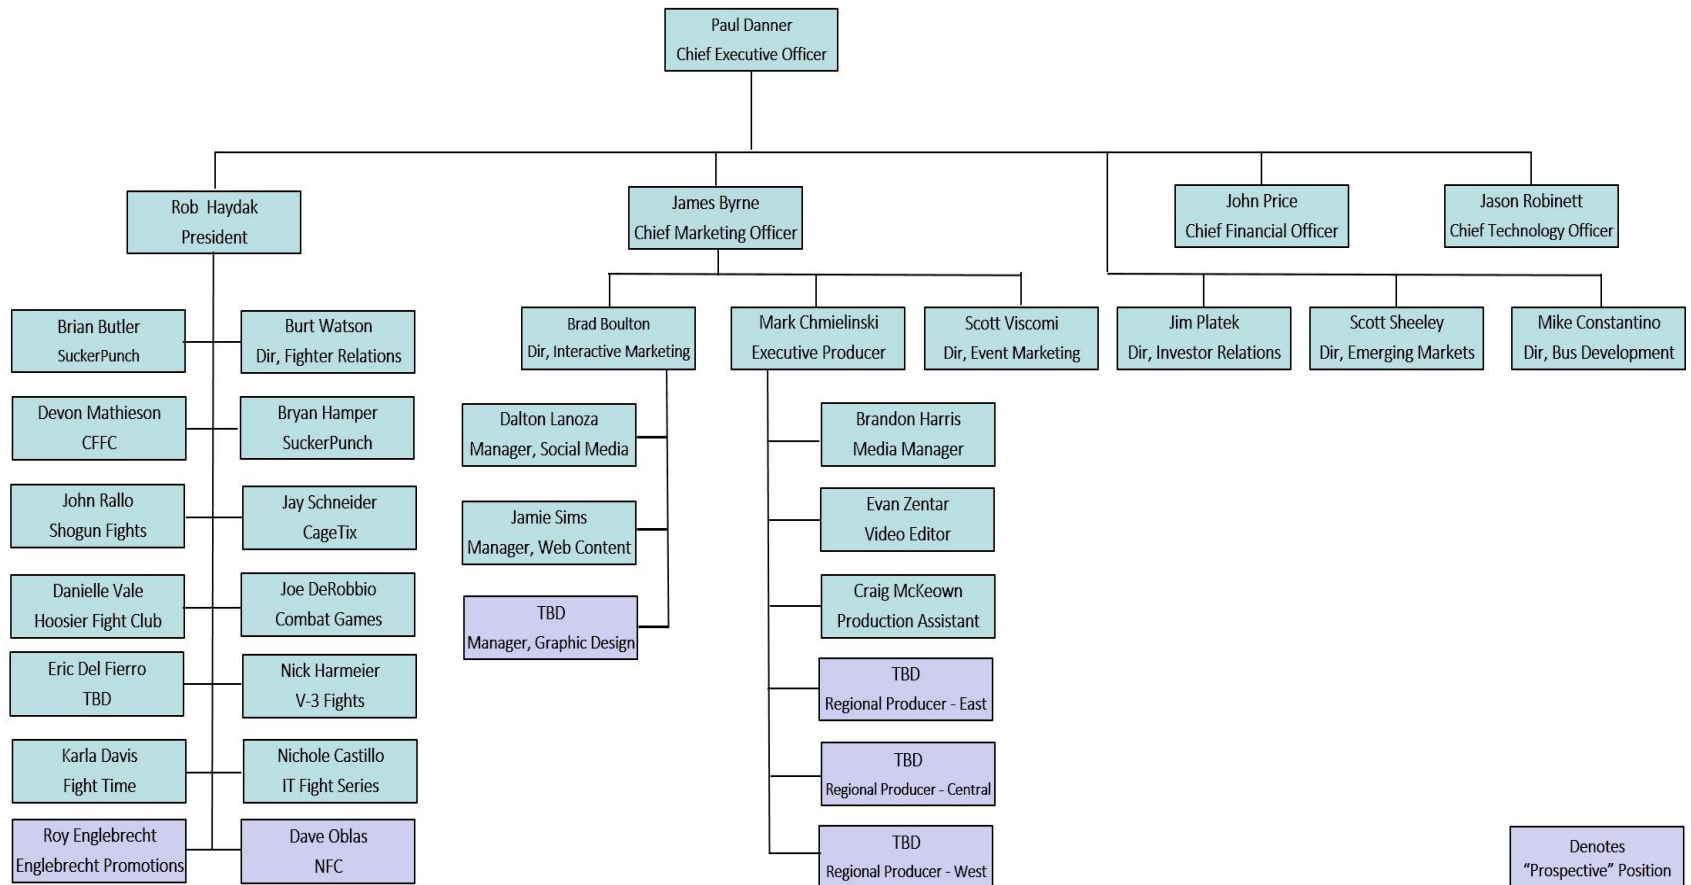 Paul Danner
Chief Executive Officer
Rob Haydak
President
James Byrne
Chief Marketing Officer
John Price
Chief Financial Officer
Jason Robinett
Chief Technology Officer
Brian Butler
SuckerPunch
Burt Watson
Dir, Fighter Relations
Devon Mathieson
CFFC
Bryan Hamper
SuckerPunch
John Rallo
Shogun Fights
Jay Schneider
CageTix
Danielle Vale
Hoosier Fight Club
Joe DeRobbio
Combat Games
Eric Del Fierro
TBD
Nick Harmeier
V-3 Fights
Karla Davis
Fight Time
Nichole Castillo
IT Fight Series
Roy Englebrecht
Englebrecht Promotions
Dave Oblas
NFC
Brad Boulton
Dir, Interactive Marketing
Mark Chmielinski
Executive Producer
Scott Viscomi
Dir, Event Marketing
Jim Platek
Dir, Investor Relations
Scott Sheeley
Dir, Emerging Markets
Mike Constantino
Dir, Bus Development
Dalton Lanoza
Manager, Social Media
Jamie Sims
Manager, Web Content
TBD
Manager, Graphic Design
Brandon Harris
Media Manager
Evan Zentar
Video Editor
Craig McKeown
Production Assistant
TBD
Regional Producer - East
TBD
Regional Producer - Central
TBD
Regional Producer - West
Denotes
“Prospective” Position